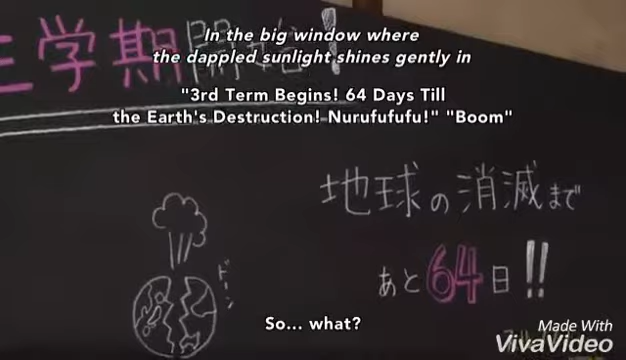 In the big window where
the dappled sunlight shines gently in
三学期開始!
"3rd Term Begins! 64 Days Till
the Earth's Destruction! Nurufufufu!" "Boom"
地球の消滅まで
あと64日!!
ドーン
So... what?
Made With
VivaVideo